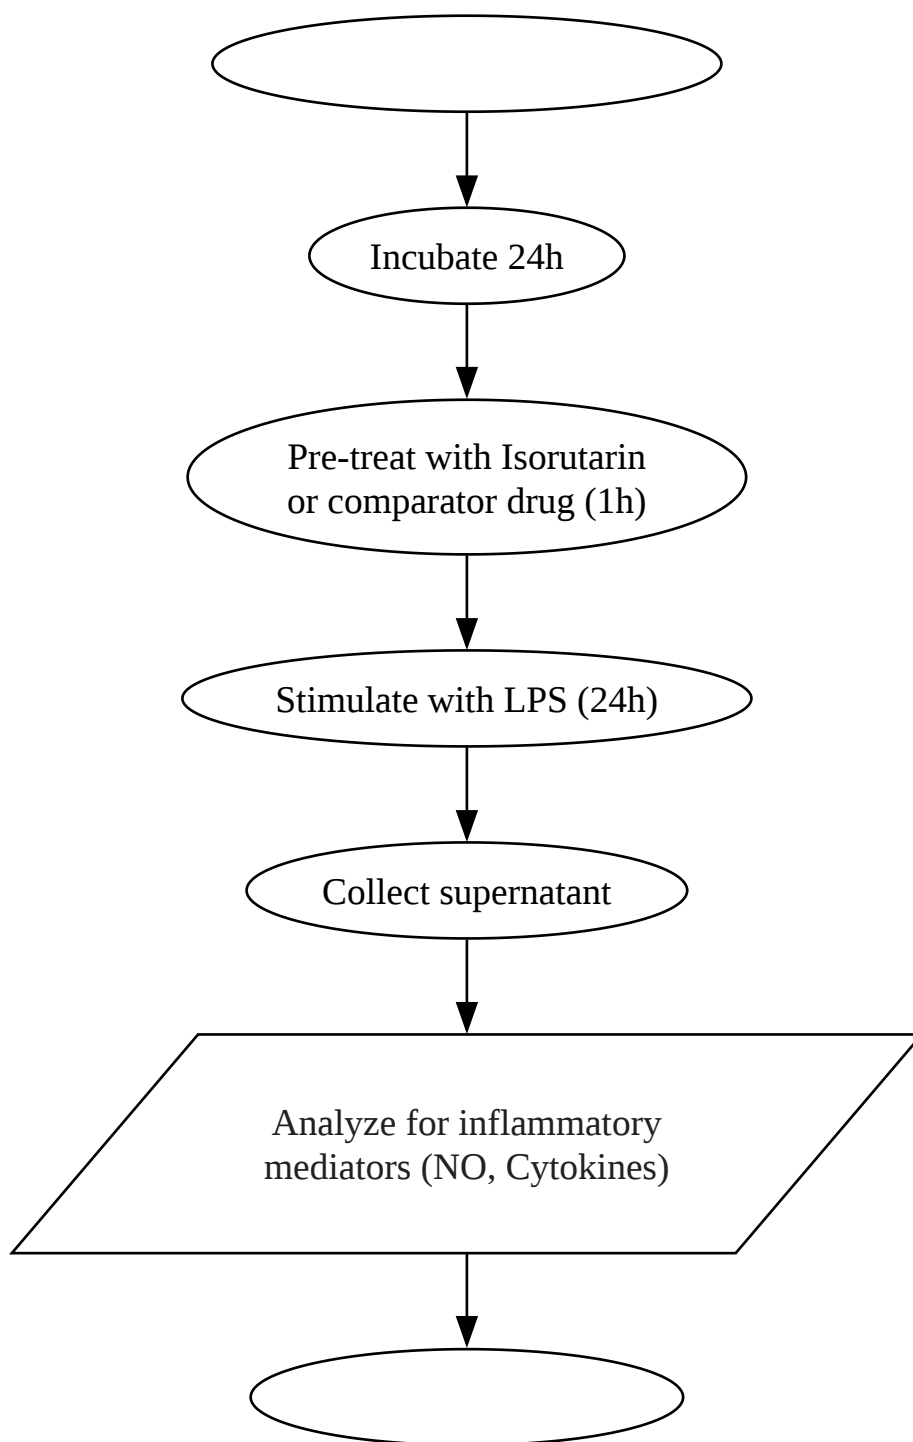 Incubate 24h
Pre-treat with Isorutarin
or comparator drug (1h)
Stimulate with LPS (24h)
Collect supernatant
Analyze for inflammatory
mediators (NO, Cytokines)